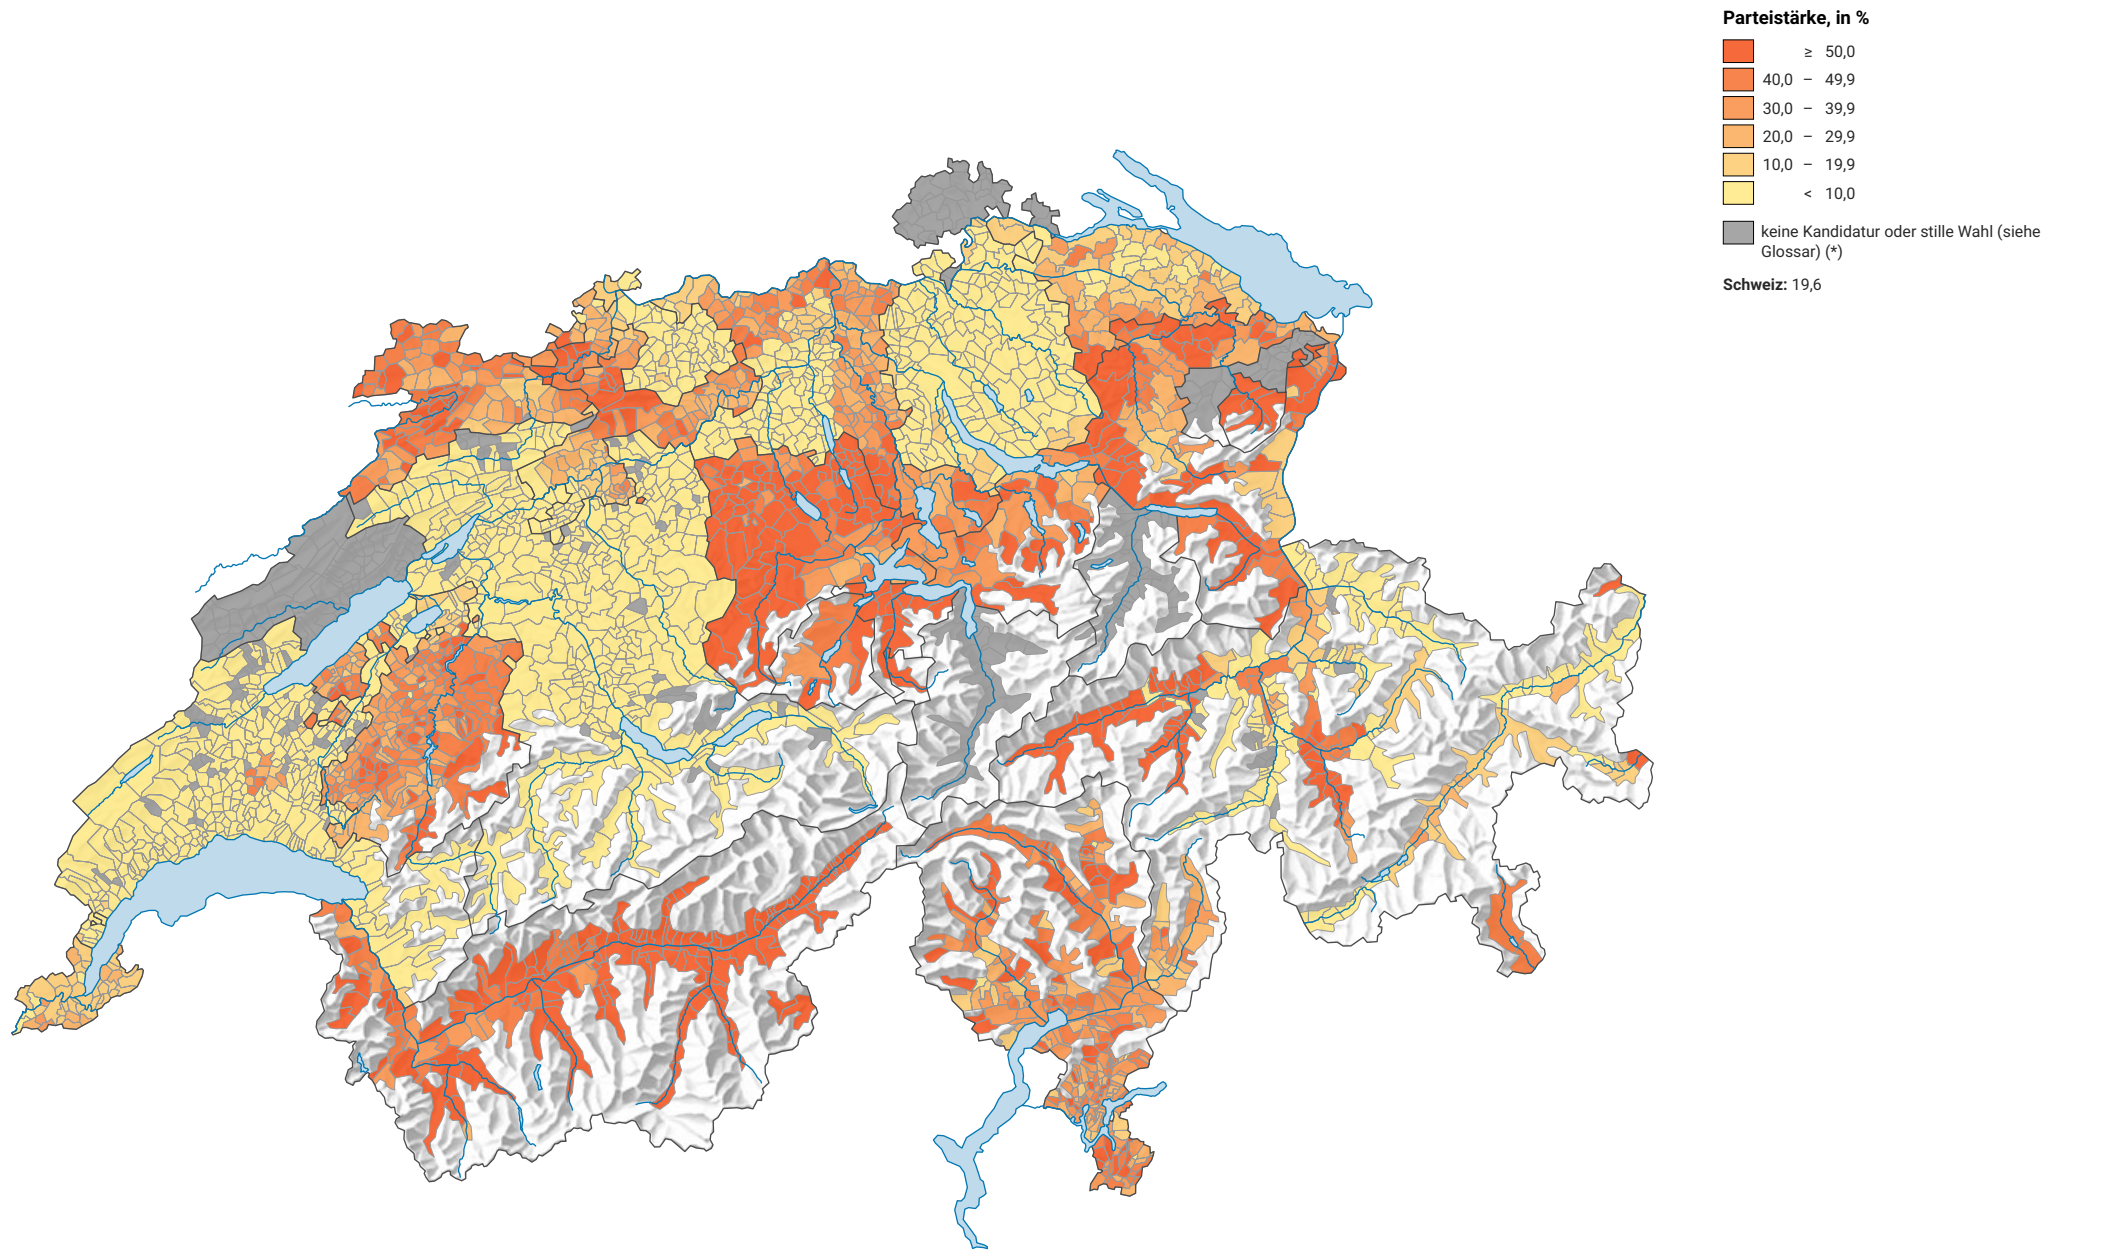 Parteistärke, in %
≥ 50,0
40,0 – 49,9
30,0 – 39,9
20,0 – 29,9
10,0 – 19,9
< 10,0
keine Kandidatur oder stille Wahl (siehe
Glossar) (*)
Schweiz: 19,6